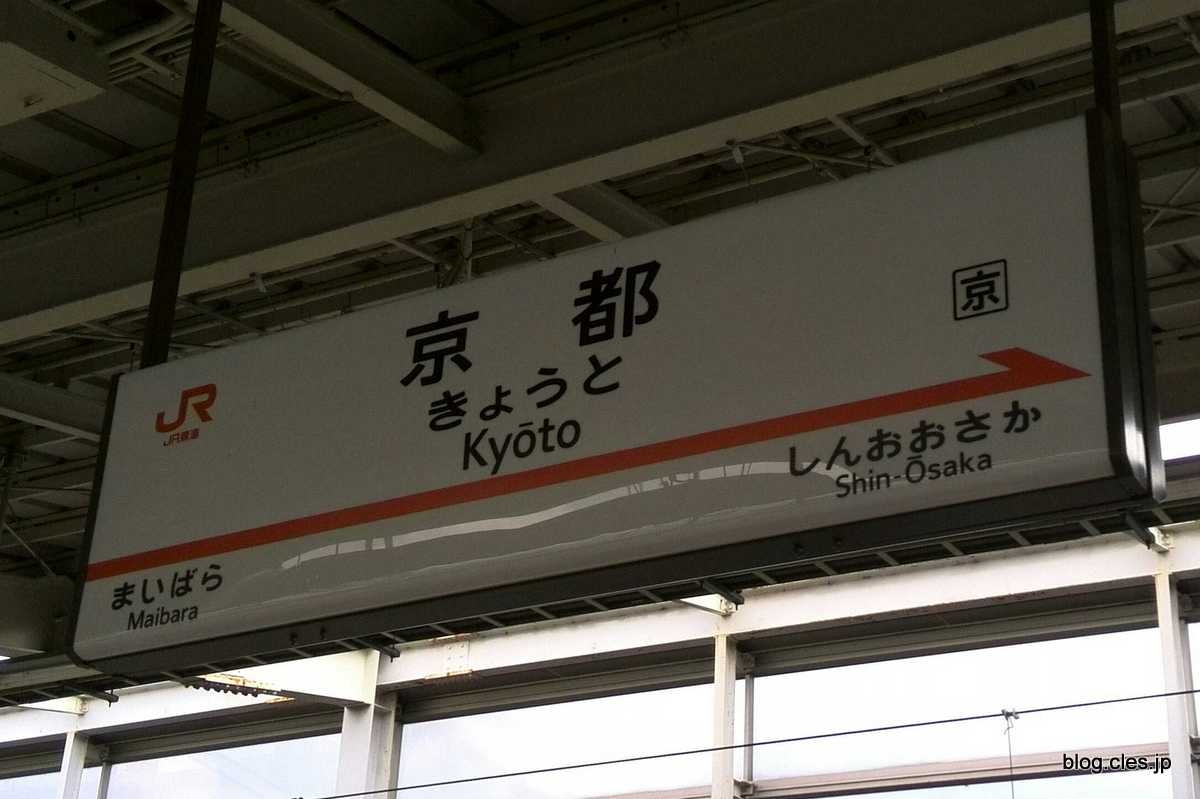 京都
きょうと
Kyōto
京
JR
JR東海
しんおおさか
Shin-Ōsaka
まいばら
Maibara
blog.cles.jp